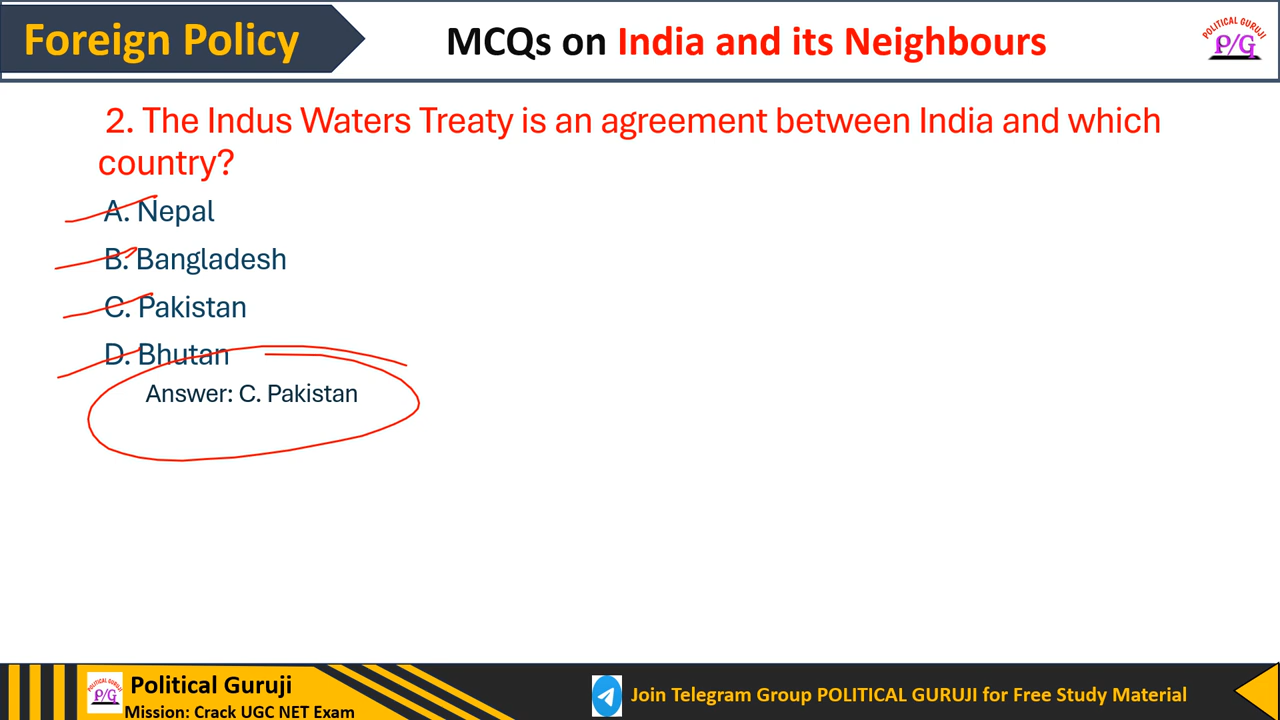 Foreign Policy
MCQs on India and its Neighbours
POLITICAL GURUJI
P/G
2. The Indus Waters Treaty is an agreement between India and which
country?
A. Nepal
B. Bangladesh
C. Pakistan
D. Bhutan
Answer: C. Pakistan
POLITICAL GURUJI
P/G
Political Guruji
Mission: Crack UGC NET Exam
Join Telegram Group POLITICAL GURUJI for Free Study Material